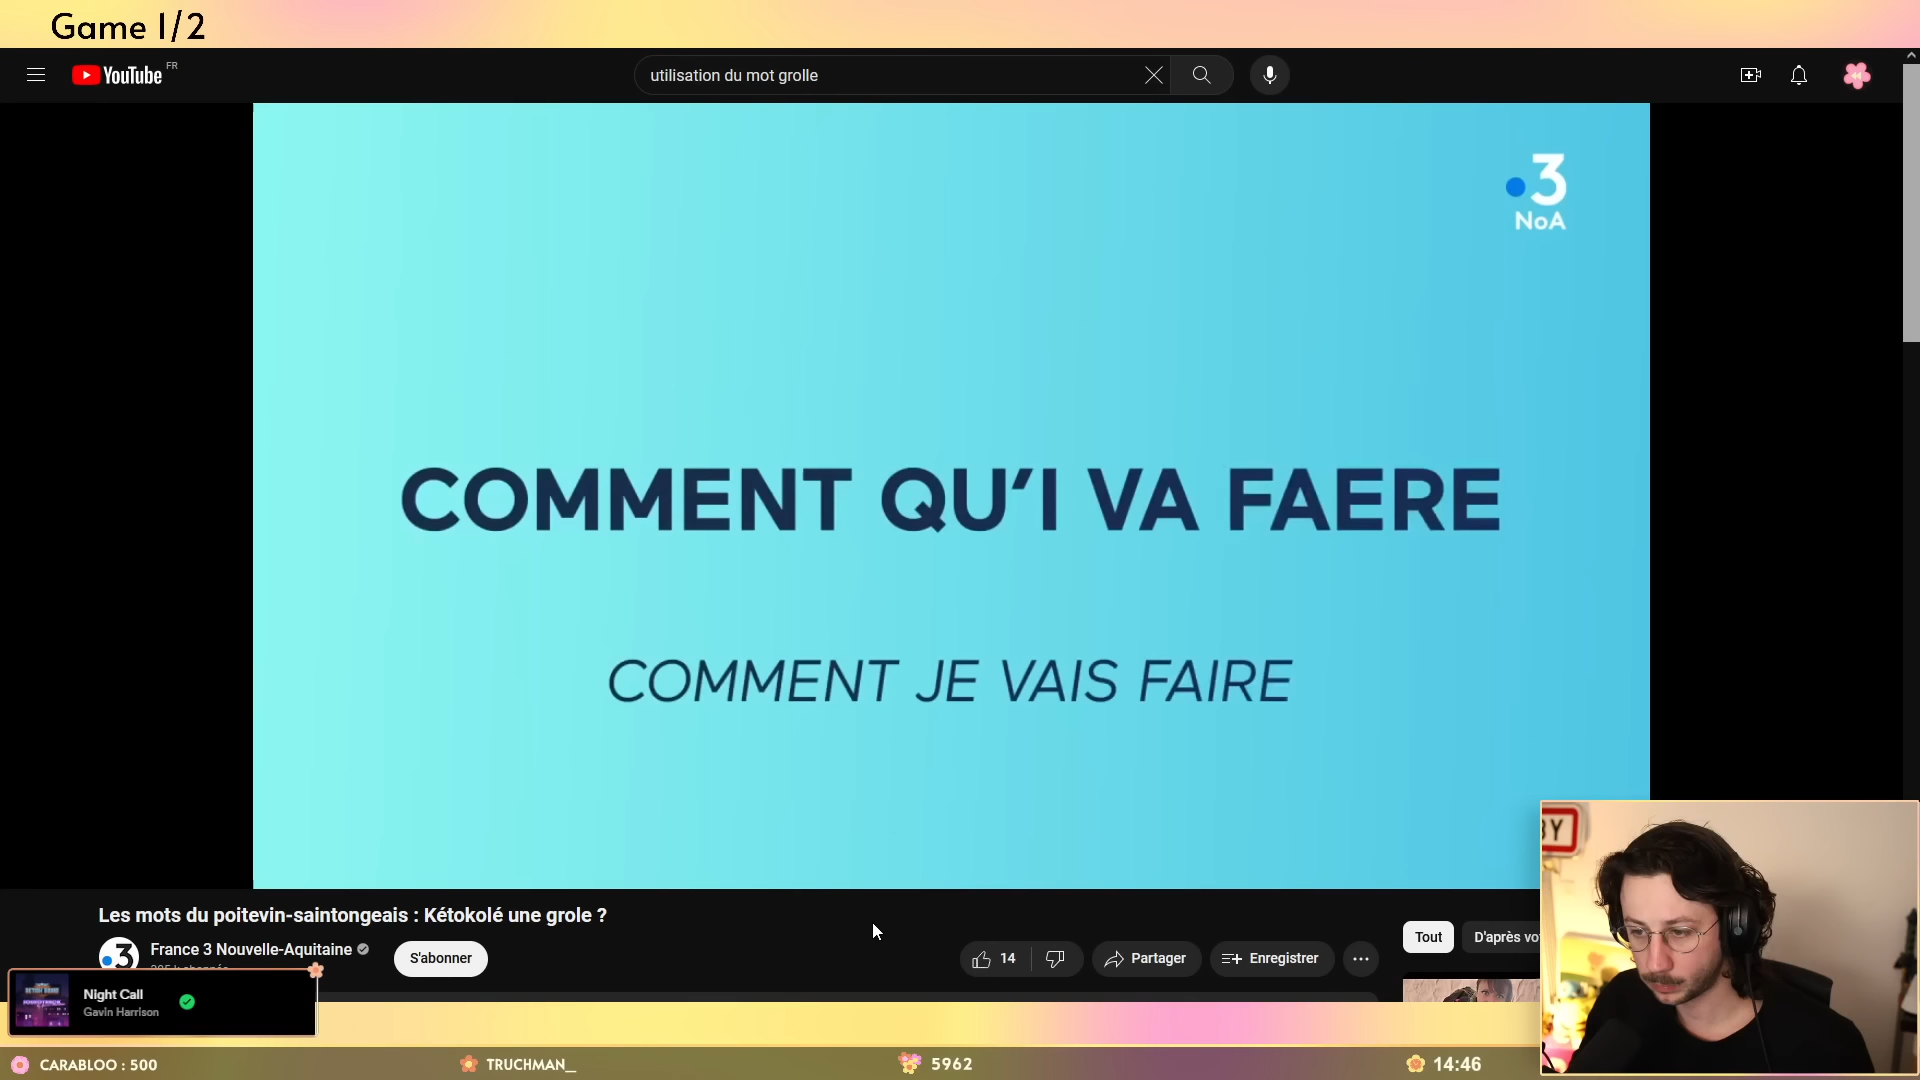 Game 1/2
YouTube FR
utilisation du mot grolle
3
NoA
COMMENT QU'I VA FAERE
COMMENT JE VAIS FAIRE
BY
Les mots du poitevin-saintongeais : Kétokolé une grole ?
3
France 3 Nouvelle-Aquitaine
S'abonner
14
Partager
Enregistrer
Tout
D'après vo
Night Call
Gavin Harrison
CARABLOO : 500
TRUCHMAN_
5962
14:46